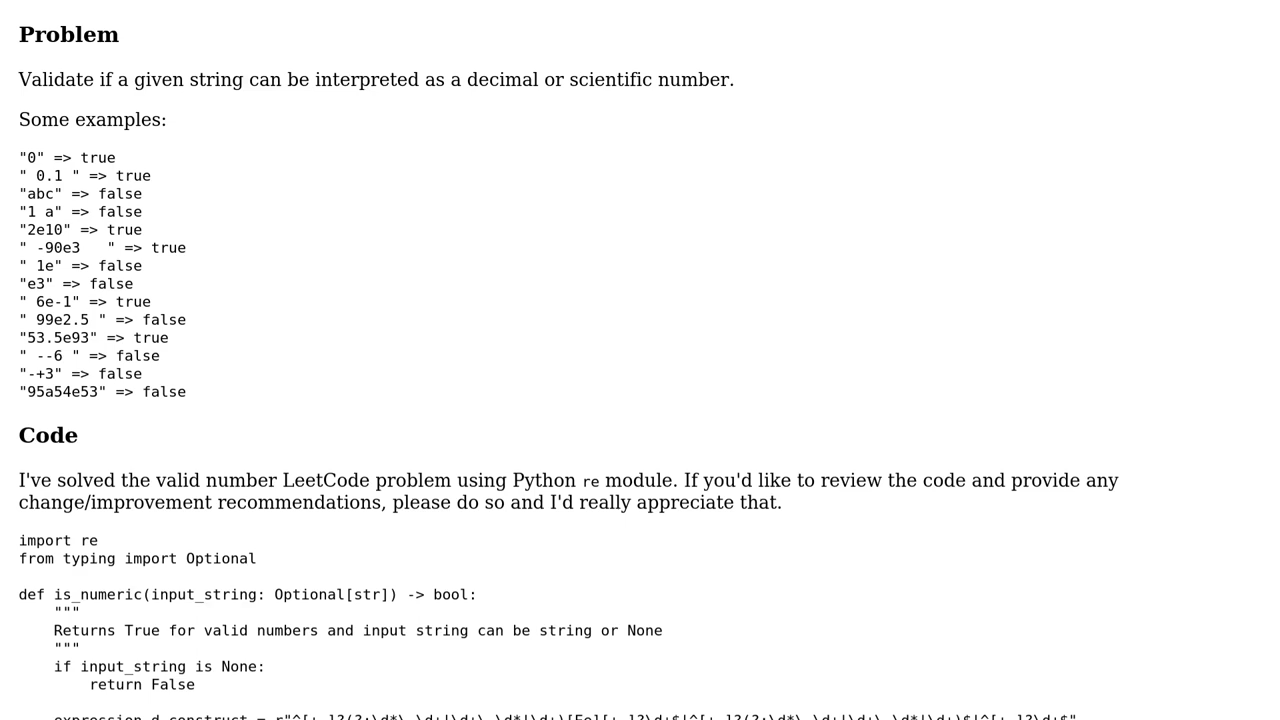 Problem
Validate if a given string can be interpreted as a decimal or scientific number.
Some examples:
"0" => true
" 0.1 " => true
"abc" => false
"1 a" => false
"2e10" => true
" -90e3   " => true
" 1e" => false
"e3" => false
" 6e-1" => true
" 99e2.5 " => false
"53.5e93" => true
" --6 " => false
"-+3" => false
"95a54e53" => false
Code
I've solved the valid number LeetCode problem using Python re module. If you'd like to review the code and provide any
change/improvement recommendations, please do so and I'd really appreciate that.
import re
from typing import Optional
def is_numeric(input_string: Optional[str]) -> bool:
    """
    Returns True for valid numbers and input string can be string or None
    """
    if input_string is None:
        return False